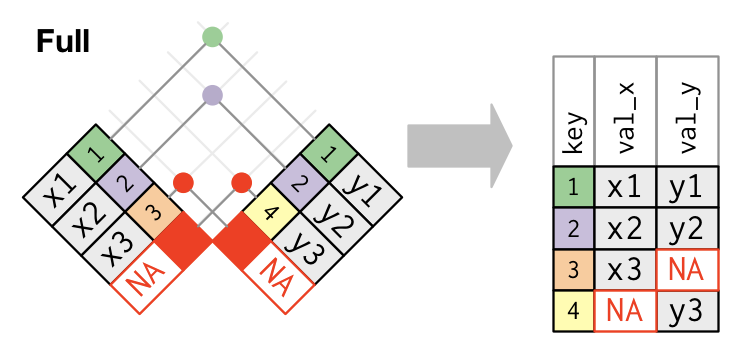 Full
1 x1
2 x2
3 x3
NA
1 y1
2 y2
4 y3
NA
key val_x val_y
1 x1 y1
2 x2 y2
3 x3 NA
4 NA y3